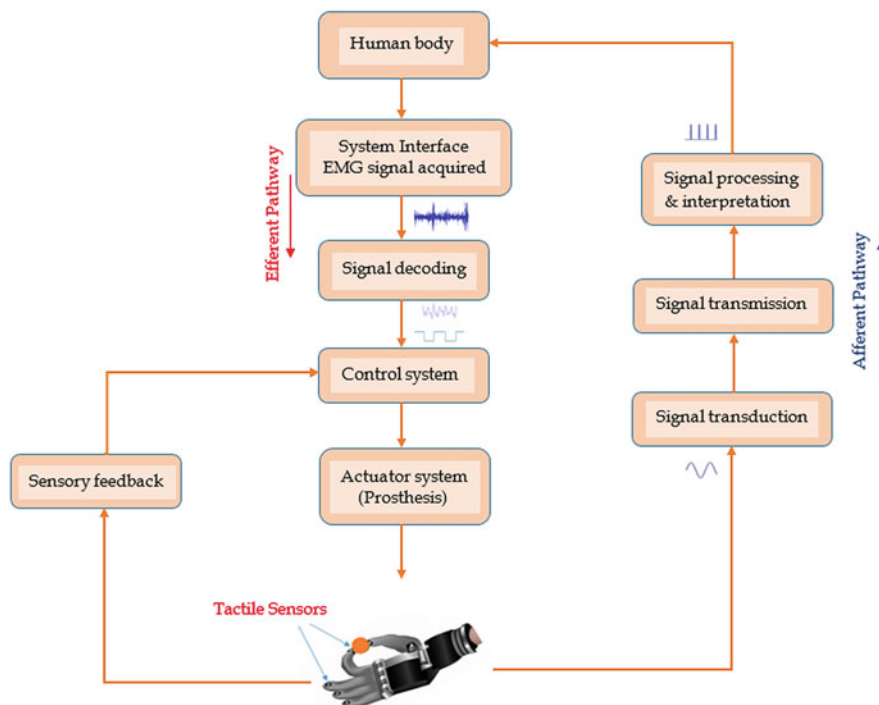 Human body
System Interface
EMG signal acquired
Efferent Pathway
Signal decoding
Control system
Sensory feedback
Actuator system
(Prosthesis)
Tactile Sensors
Signal processing
& interpretation
Signal transmission
Afferent Pathway
Signal transduction